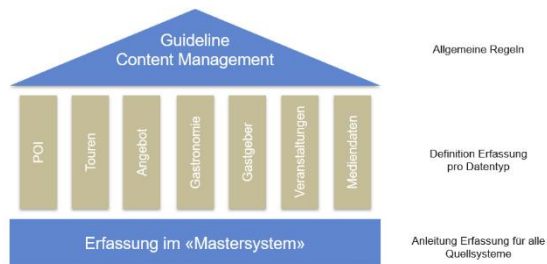 Guideline
Content Management
Allgemeine Regeln
POI
Touren
Angebot
Gastronomie
Gastgeber
Veranstaltungen
Mediendaten
Definition Erfassung
pro Datentyp
Erfassung im «Mastersystem»
Anleitung Erfassung für alle
Quellsysteme